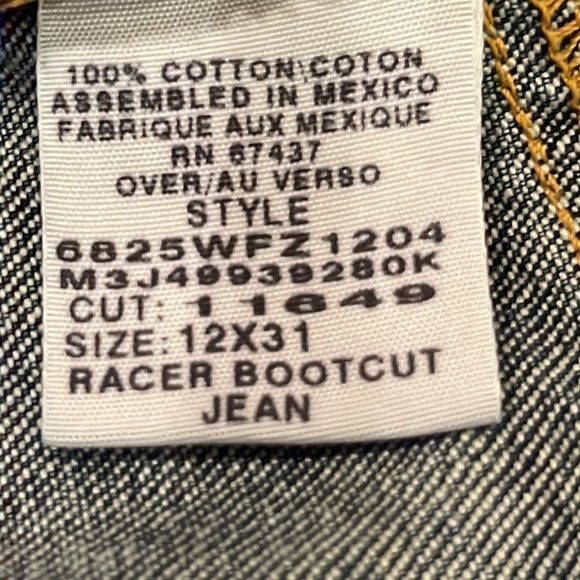 100% COTTON\COTON
ASSEMBLED IN MEXICO
FABRIQUE AUX MEXIQUE
RN 67437
OVER/AU VERSO
STYLE
6825WFZ1204
M3J49939280K
CUT: 11649
SIZE: 12X31
RACER BOOTCUT
JEAN